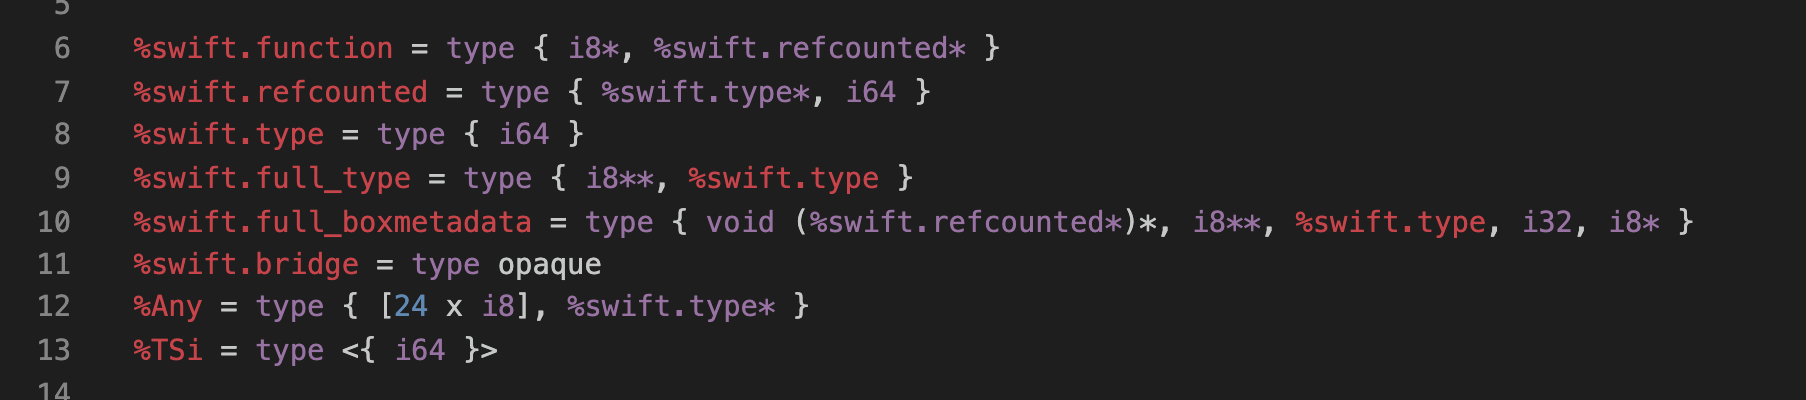 5
6 %swift.function = type { i8*, %swift.refcounted* }
7 %swift.refcounted = type { %swift.type*, i64 }
8 %swift.type = type { i64 }
9 %swift.full_type = type { i8**, %swift.type }
10 %swift.full_boxmetadata = type { void (%swift.refcounted*)*, i8**, %swift.type, i32, i8* }
11 %swift.bridge = type opaque
12 %Any = type { [24 x i8], %swift.type* }
13 %TSi = type <{ i64 }>
14